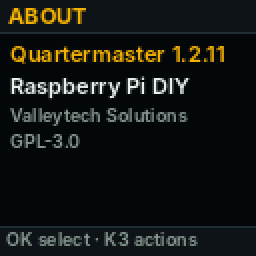 ABOUT
Quartermaster 1.2.11
Raspberry Pi DIY
Valleytech Solutions
GPL-3.0
OK select · K3 actions